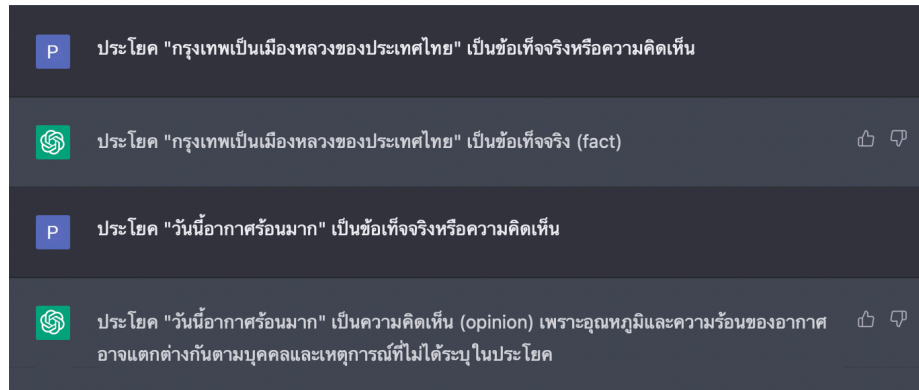 P
ประโยค "กรุงเทพเป็นเมืองหลวงของประเทศไทย" เป็นข้อเท็จจริงหรือความคิดเห็น
ประโยค "กรุงเทพเป็นเมืองหลวงของประเทศไทย" เป็นข้อเท็จจริง (fact)
P
ประโยค "วันนี้อากาศร้อนมาก" เป็นข้อเท็จจริงหรือความคิดเห็น
ประโยค "วันนี้อากาศร้อนมาก" เป็นความคิดเห็น (opinion) เพราะอุณหภูมิและความร้อนของอากาศ
อาจแตกต่างกันตามบุคคลและเหตุการณ์ที่ไม่ได้ระบุในประโยค